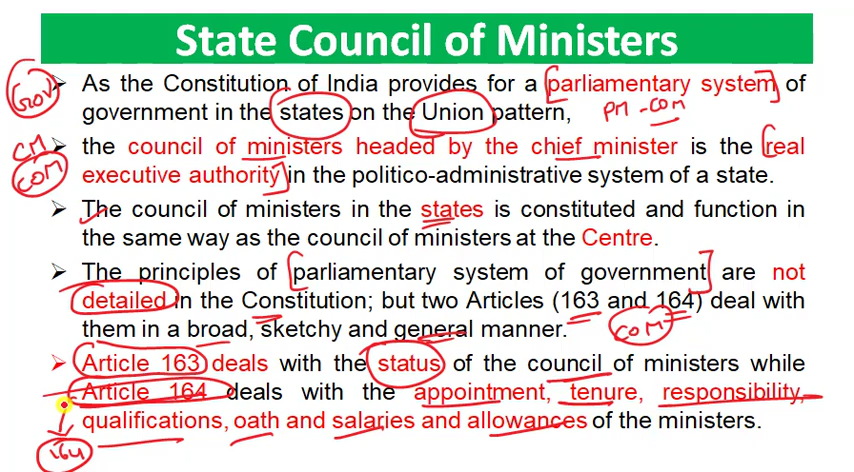 State Council of Ministers
GOV
➢ As the Constitution of India provides for a parliamentary system of
government in the states on the Union pattern,
PM - COM
CM
COM
➢ the council of ministers headed by the chief minister is the real
executive authority in the politico-administrative system of a state.
➢ The council of ministers in the states is constituted and function in
the same way as the council of ministers at the Centre.
➢ The principles of parliamentary system of government are not
detailed in the Constitution; but two Articles (163 and 164) deal with
them in a broad, sketchy and general manner.
COM
➢ Article 163 deals with the status of the council of ministers while
Article 164 deals with the appointment, tenure, responsibility,
qualifications, oath and salaries and allowances of the ministers.
164